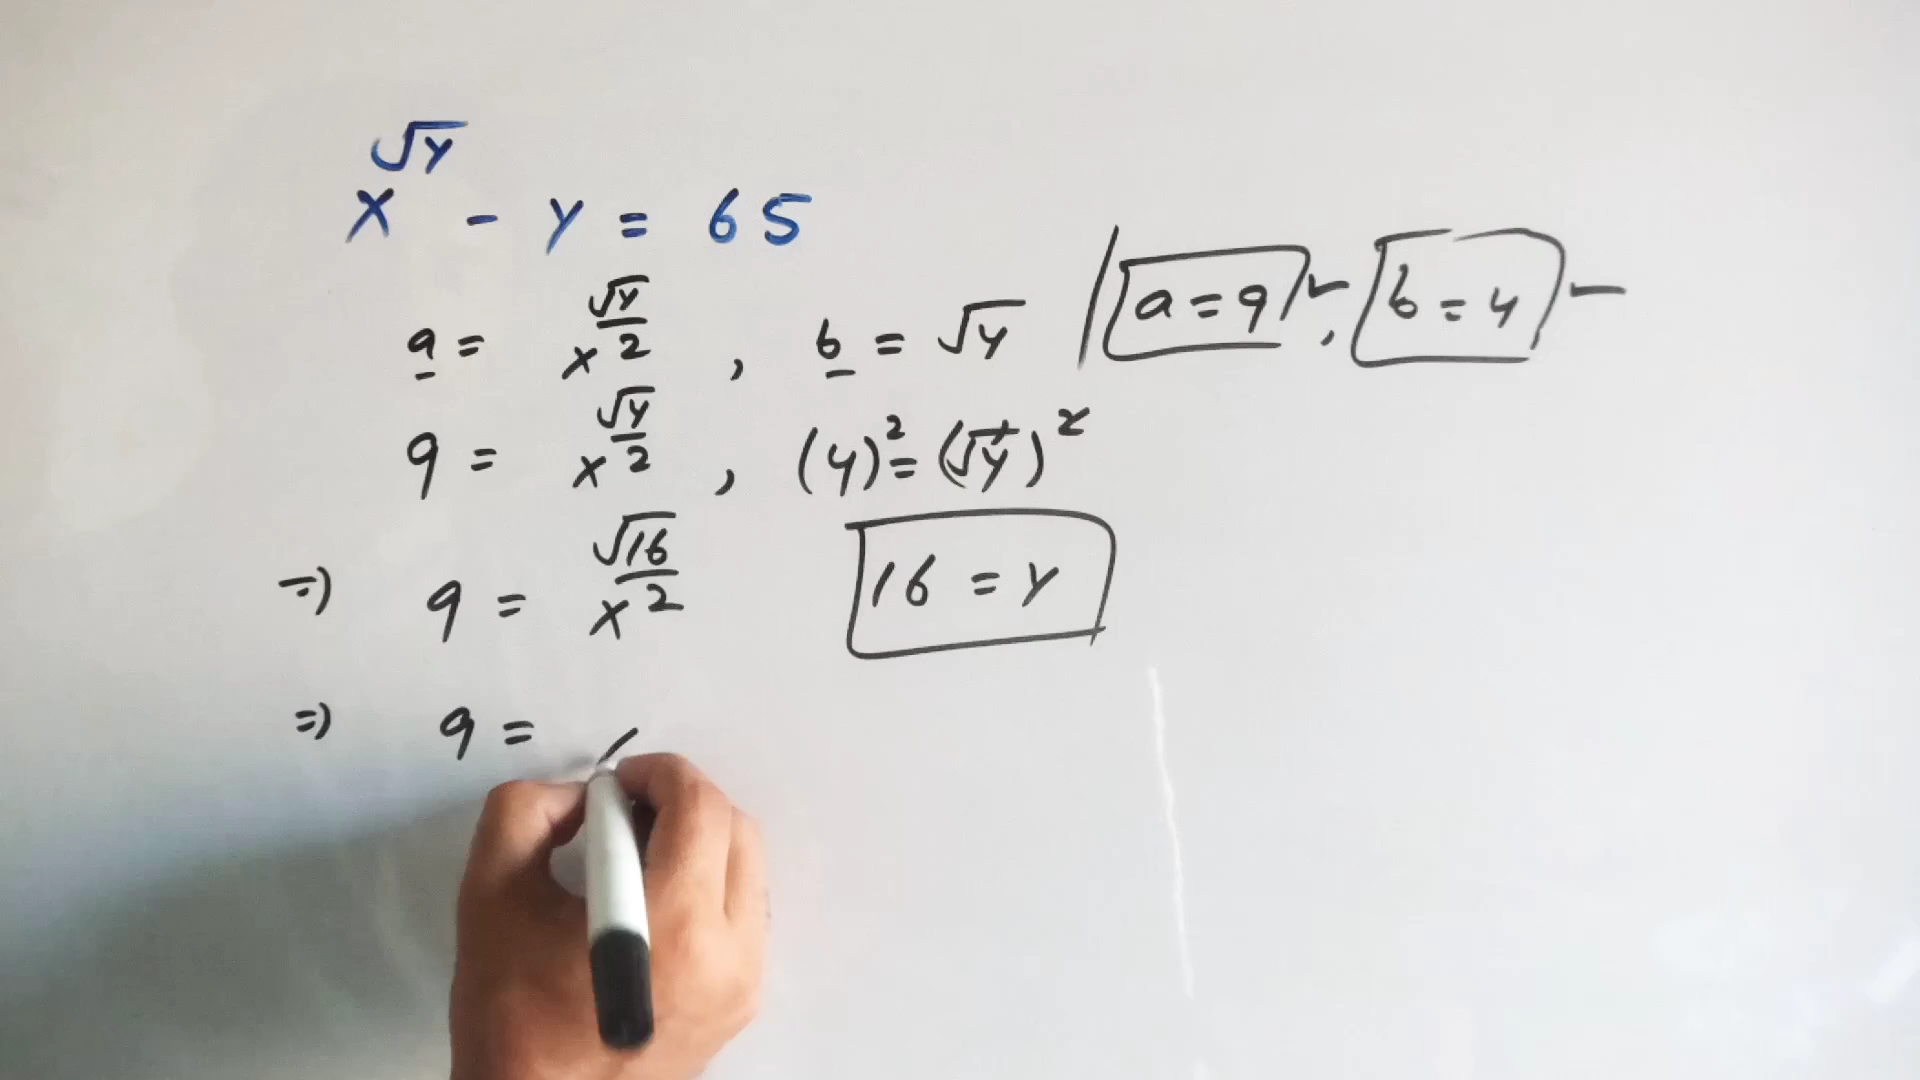 x^√y - y = 65
a = x^(√y/2) , b = √y | a = 9 , b = 4
9 = x^(√y/2) , (4)² = (√y)²
⇒ 9 = x^(√16/2) 16 = y
⇒ 9 =